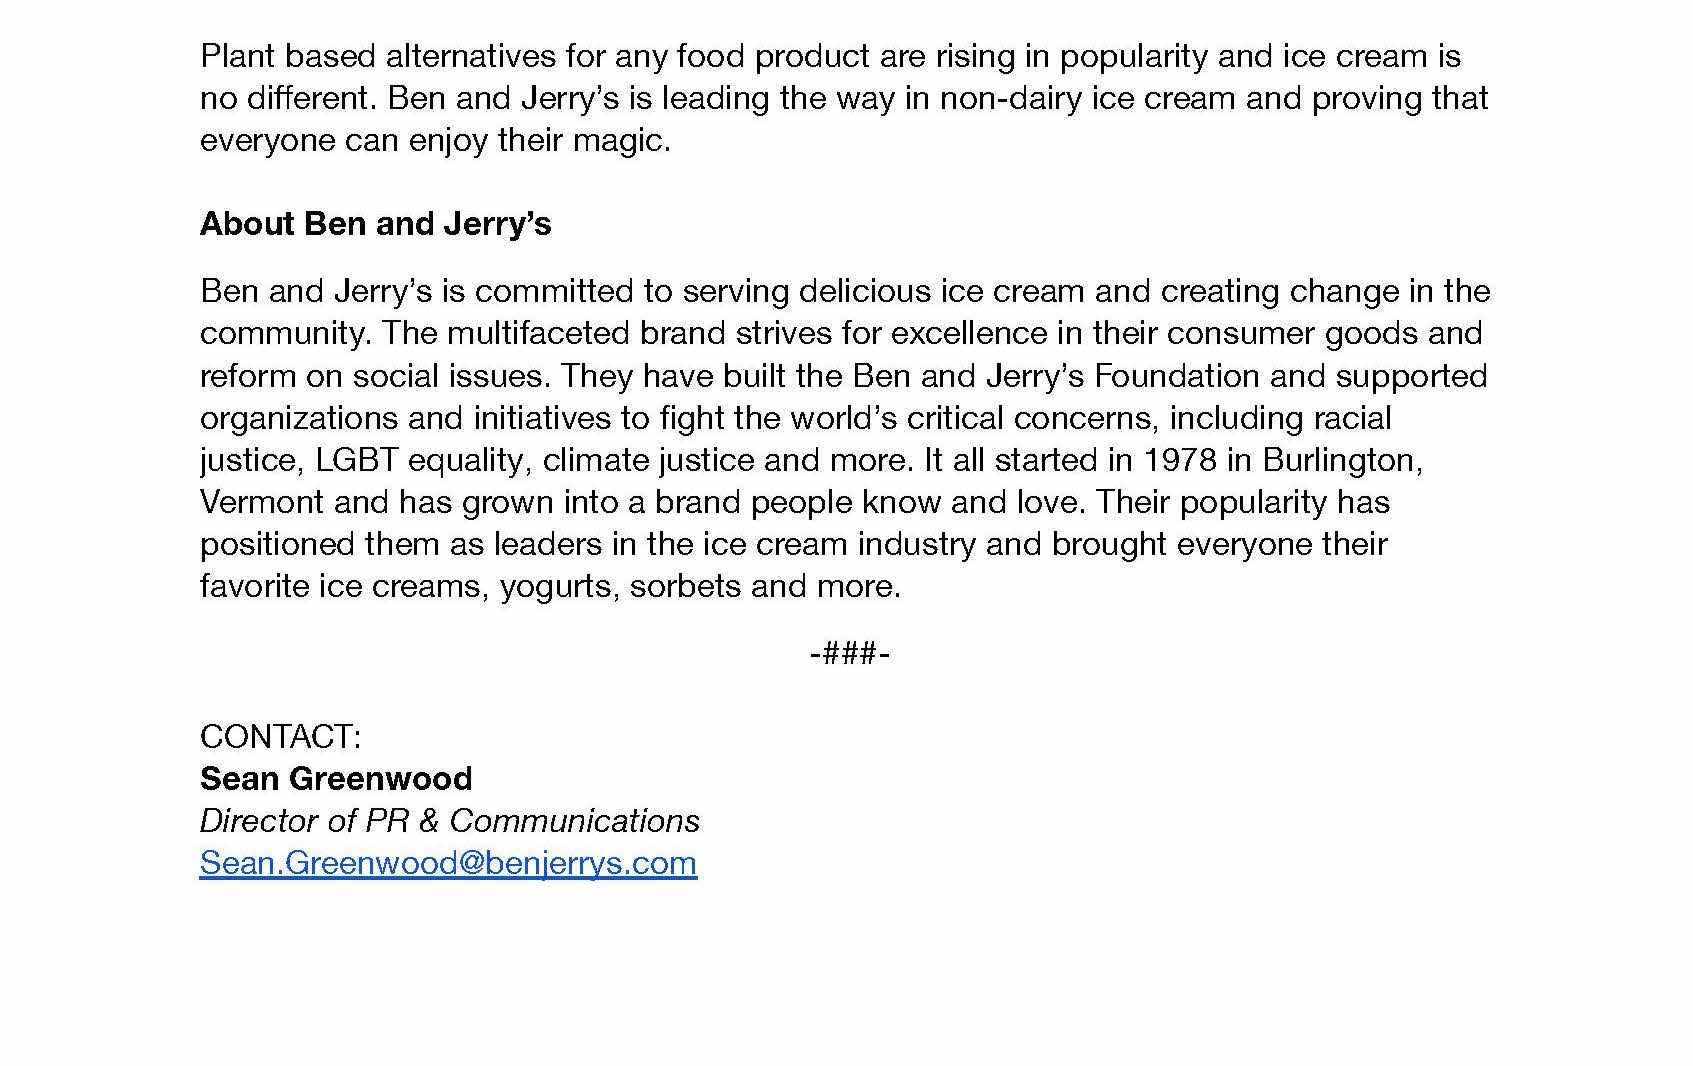 Plant based alternatives for any food product are rising in popularity and ice cream is
no different. Ben and Jerry’s is leading the way in non-dairy ice cream and proving that
everyone can enjoy their magic.
About Ben and Jerry’s
Ben and Jerry’s is committed to serving delicious ice cream and creating change in the
community. The multifaceted brand strives for excellence in their consumer goods and
reform on social issues. They have built the Ben and Jerry’s Foundation and supported
organizations and initiatives to fight the world’s critical concerns, including racial
justice, LGBT equality, climate justice and more. It all started in 1978 in Burlington,
Vermont and has grown into a brand people know and love. Their popularity has
positioned them as leaders in the ice cream industry and brought everyone their
favorite ice creams, yogurts, sorbets and more.
-###-
CONTACT:
Sean Greenwood
Director of PR & Communications
Sean.Greenwood@benjerrys.com